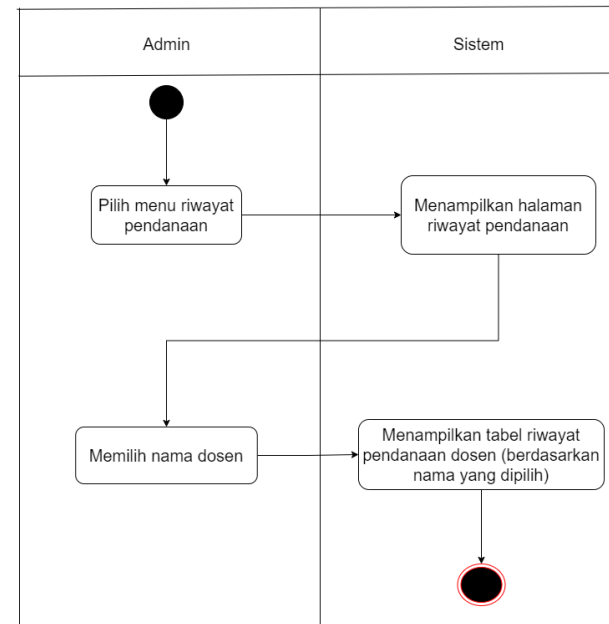 Admin
Sistem
Pilih menu riwayat
pendanaan
Menampilkan halaman
riwayat pendanaan
Memilih nama dosen
Menampilkan tabel riwayat
pendanaan dosen (berdasarkan
nama yang dipilih)